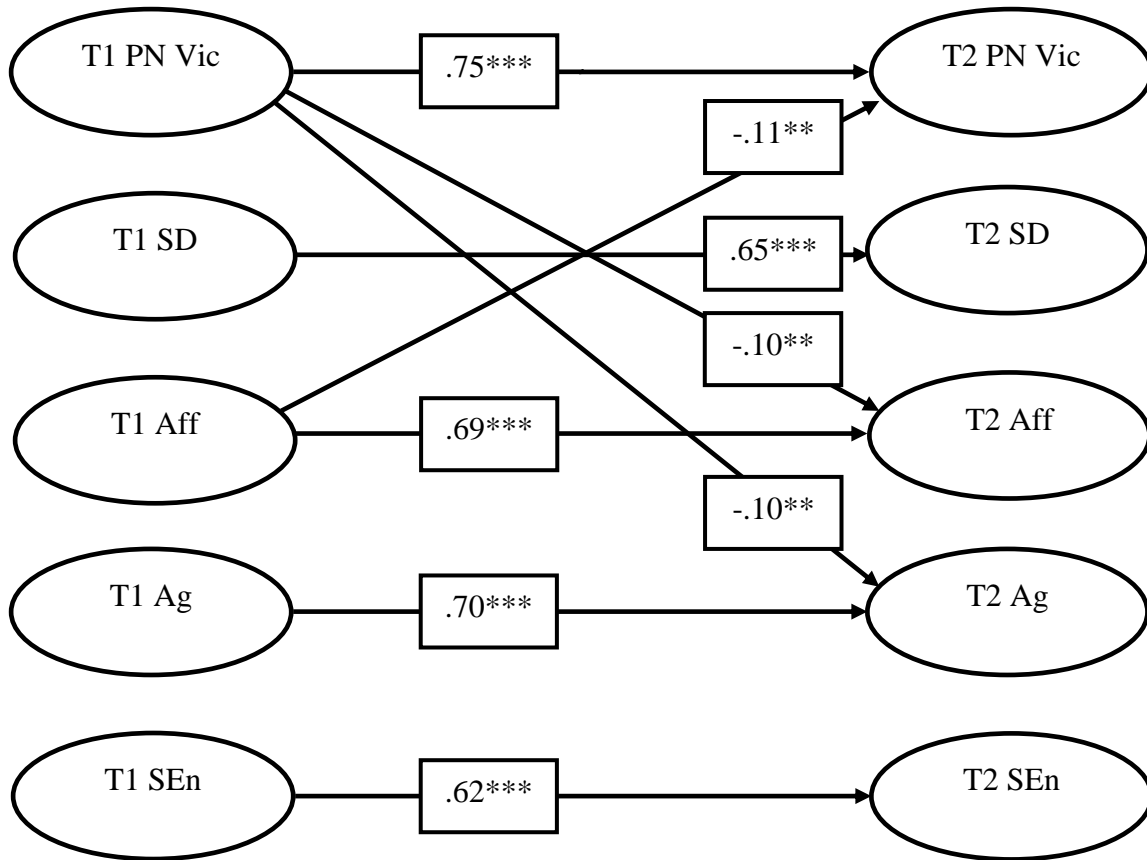 T1 PN Vic
.75***
T2 PN Vic
-.11**
T1 SD
.65***
T2 SD
-.10**
T1 Aff
.69***
T2 Aff
-.10**
T1 Ag
.70***
T2 Ag
T1 SEn
.62***
T2 SEn